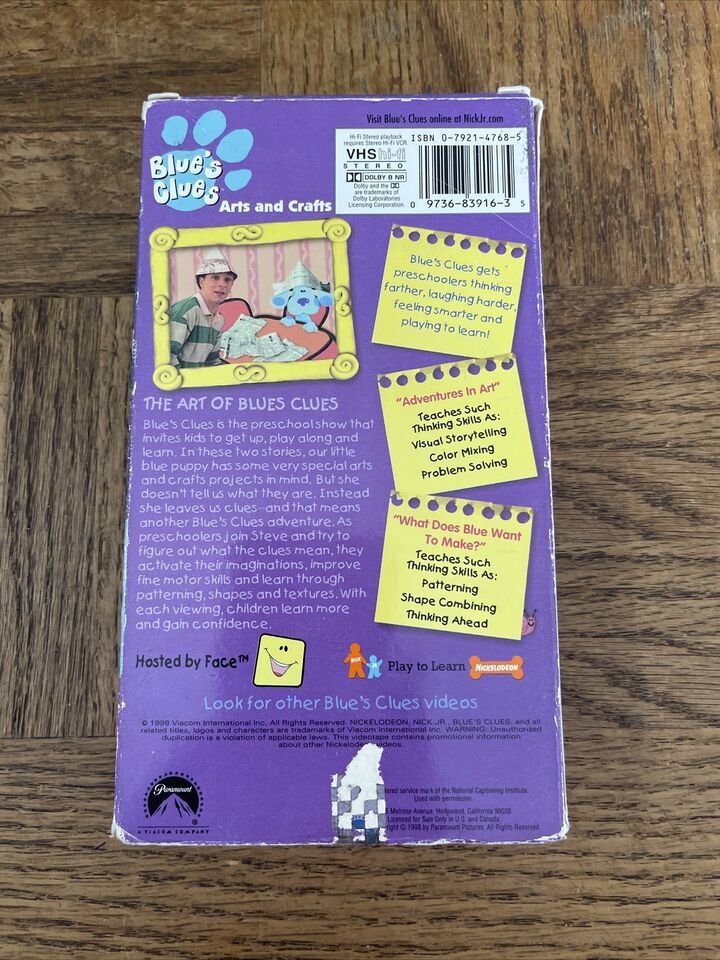 Visit Blue's Clues online at NickJr.com
Hi-Fi Stereo playback
requires Stereo Hi-Fi VCR.
VHS hi-fi
STEREO
DOLBY B NR
Dolby and the
are trademarks of
Dolby Laboratories
Licensing Corporation.
ISBN 0-7921-4768-5
0 9736-83916-3 5
Blue's
Clues
Arts and Crafts
Blue's Clues gets
preschoolers thinking
farther, laughing harder,
feeling smarter and
playing to learn!
"Adventures In Art"
Teaches Such
Thinking Skills As:
Visual Storytelling
Color Mixing
Problem Solving
"What Does Blue Want
To Make?"
Teaches Such
Thinking Skills As:
Patterning
Shape Combining
Thinking Ahead
THE ART OF BLUES CLUES
Blue's Clues is the preschool show that
invites kids to get up, play along and
learn. In these two stories, our little
blue puppy has some very special arts
and crafts projects in mind. But she
doesn't tell us what they are. Instead
she leaves us clues--and that means
another Blue's Clues adventure. As
preschoolers join Steve and try to
figure out what the clues mean, they
activate their imaginations, improve
fine motor skills and learn through
patterning, shapes and textures. With
each viewing, children learn more
and gain confidence.
Hosted by Face™
NICK JR.
Play to Learn
NICKELODEON
Look for other Blue's Clues videos
© 1998 Viacom International Inc. All Rights Reserved. NICKELODEON, NICK JR., BLUE'S CLUES, and all
related titles, logos and characters are trademarks of Viacom International Inc. WARNING: Unauthorized
duplication is a violation of applicable laws. This videotape contains promotional information
about other Nickelodeon videos.
Paramount
A VIACOM COMPANY
service mark of the National Captioning Institute.
Used with permission.
Melrose Avenue, Hollywood, California 90038
Licensed for Sale Only in U.S. and Canada.
© 1998 by Paramount Pictures. All Rights Reserved.